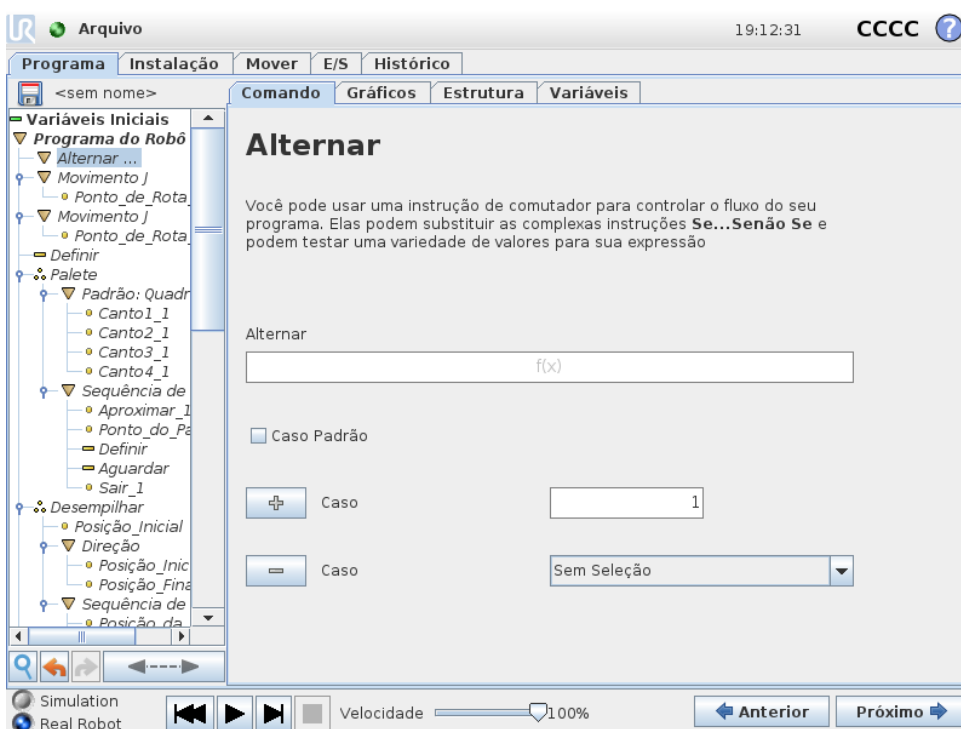 UR Arquivo 19:12:31 CCCC ?
Programa Instalação Mover E/S Histórico
<sem nome> Comando Gráficos Estrutura Variáveis
Variáveis Iniciais
Programa do Robô
Alternar ...
Movimento J
Ponto_de_Rota_
Movimento J
Ponto_de_Rota_
Definir
Palete
Padrão: Quadr
Canto1_1
Canto2_1
Canto3_1
Canto4_1
Sequência de
Aproximar_1
Ponto_do_Pa
Definir
Aguardar
Sair_1
Desempilhar
Posição_Inicial
Direção
Posição_Inic
Posição_Fina
Sequência de
Posição_da_
Alternar
Você pode usar uma instrução de comutador para controlar o fluxo do seu
programa. Elas podem substituir as complexas instruções Se...Senão Se e
podem testar uma variedade de valores para sua expressão
Alternar
f(x)
Caso Padrão
Caso 1
Caso Sem Seleção
Simulation
Real Robot
Velocidade 100%
Anterior Próximo